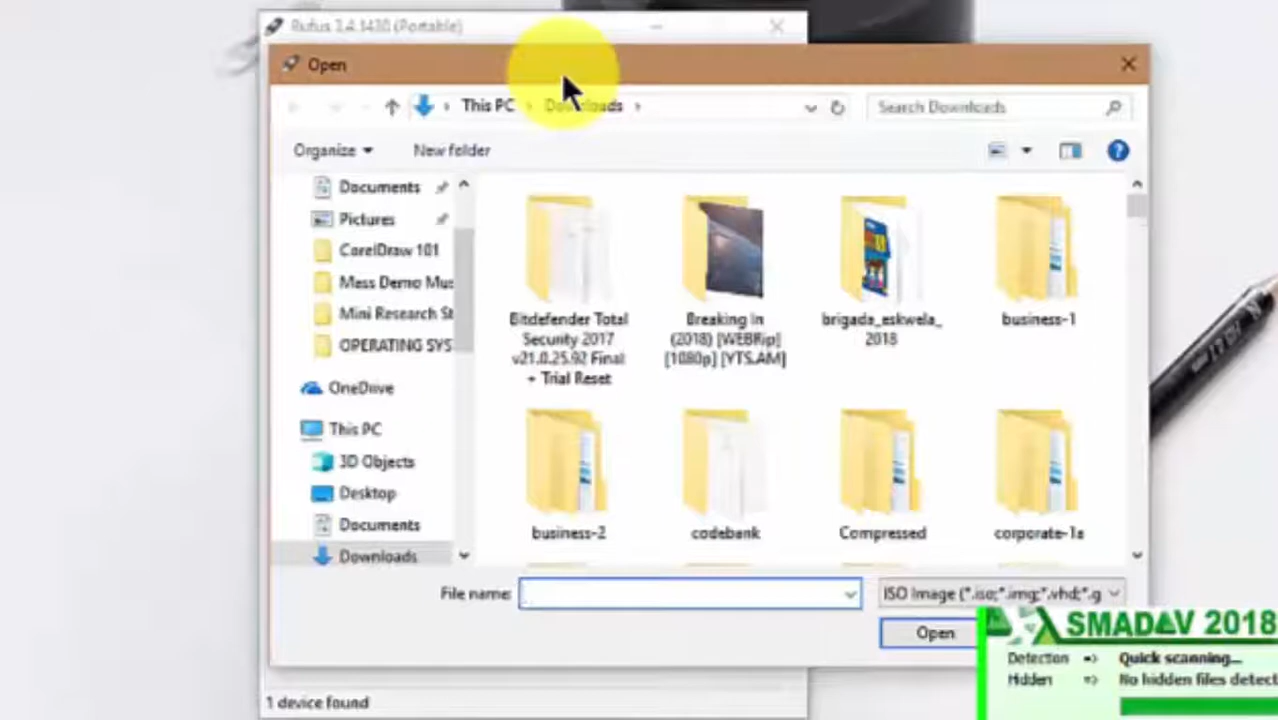 Rufus 3.4.1430 (Portable)
Open
This PC
Downloads
Search Downloads
Organize
New folder
Documents
Pictures
CorelDraw 101
Mass Demo Mus
Mini Research St
OPERATING SYS
OneDrive
This PC
3D Objects
Desktop
Documents
Downloads
Bitdefender Total
Security 2017
v21.0.25.92 Final
+ Trial Reset
Breaking In
(2018) [WEBRip]
[1080p] [YTS.AM]
brigada_eskwela_
2018
business-1
business-2
codebank
Compressed
corporate-1a
File name:
ISO Image (*.iso;*.img;*.vhd;*.g
Open
SMADAV 2018
Detection => Quick scanning...
Hidden => No hidden files detect
1 device found